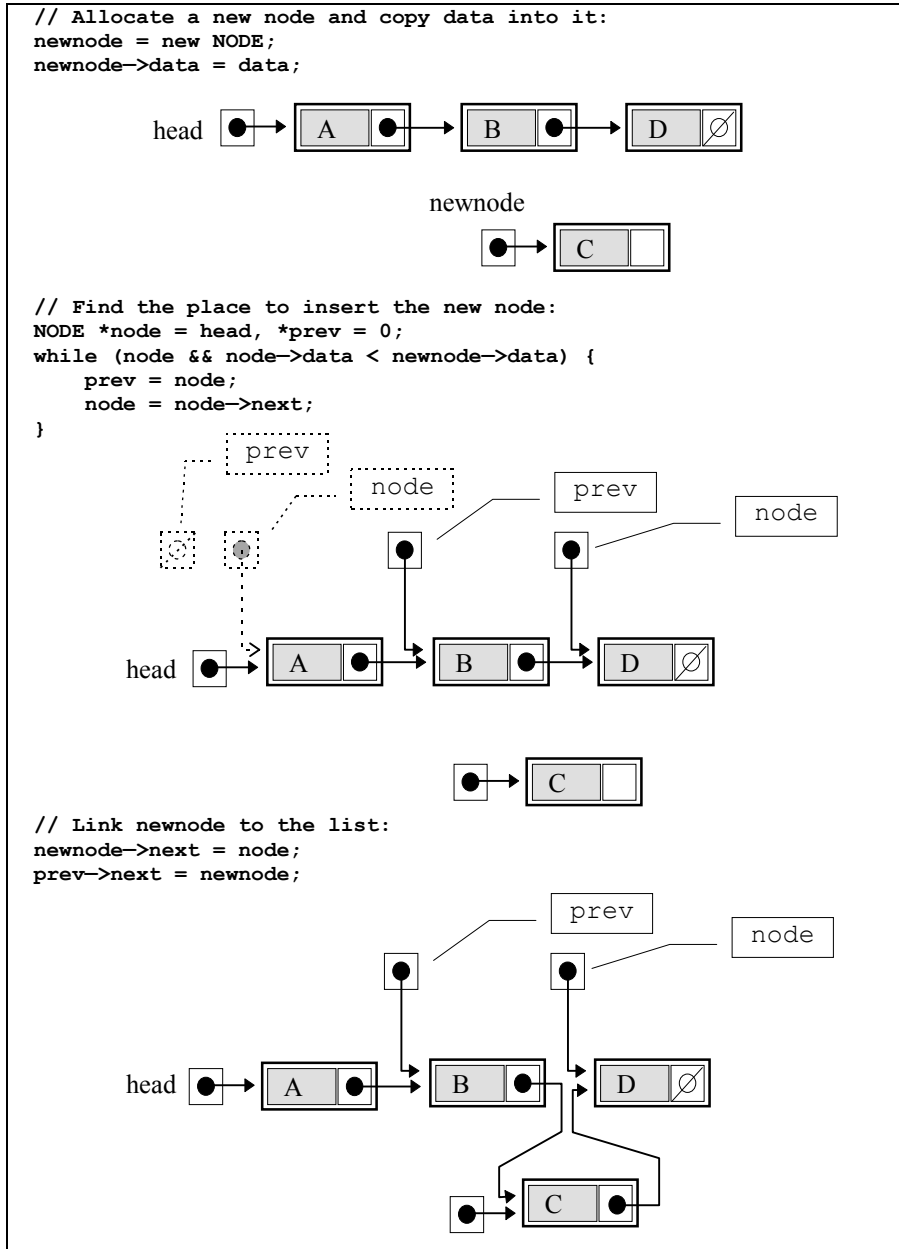 // Allocate a new node and copy data into it:
newnode = new NODE;
newnode—>data = data;
head A B D
newnode
C
// Find the place to insert the new node:
NODE *node = head, *prev = 0;
while (node && node—>data < newnode—>data) {
prev = node;
node = node—>next;
}
prev
node
prev
node
head A B D
C
// Link newnode to the list:
newnode—>next = node;
prev—>next = newnode;
prev
node
head A B D
C